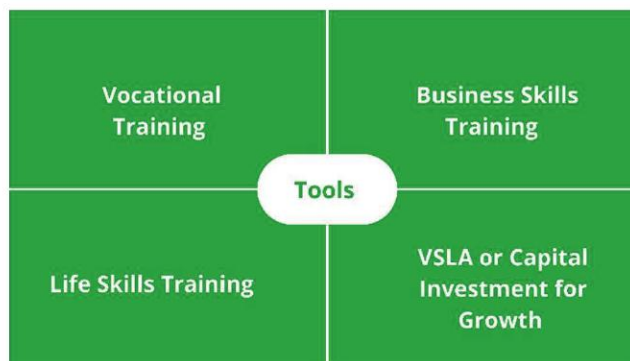 Vocational
Training
Business Skills
Training
Tools
Life Skills Training
VSLA or Capital
Investment for
Growth